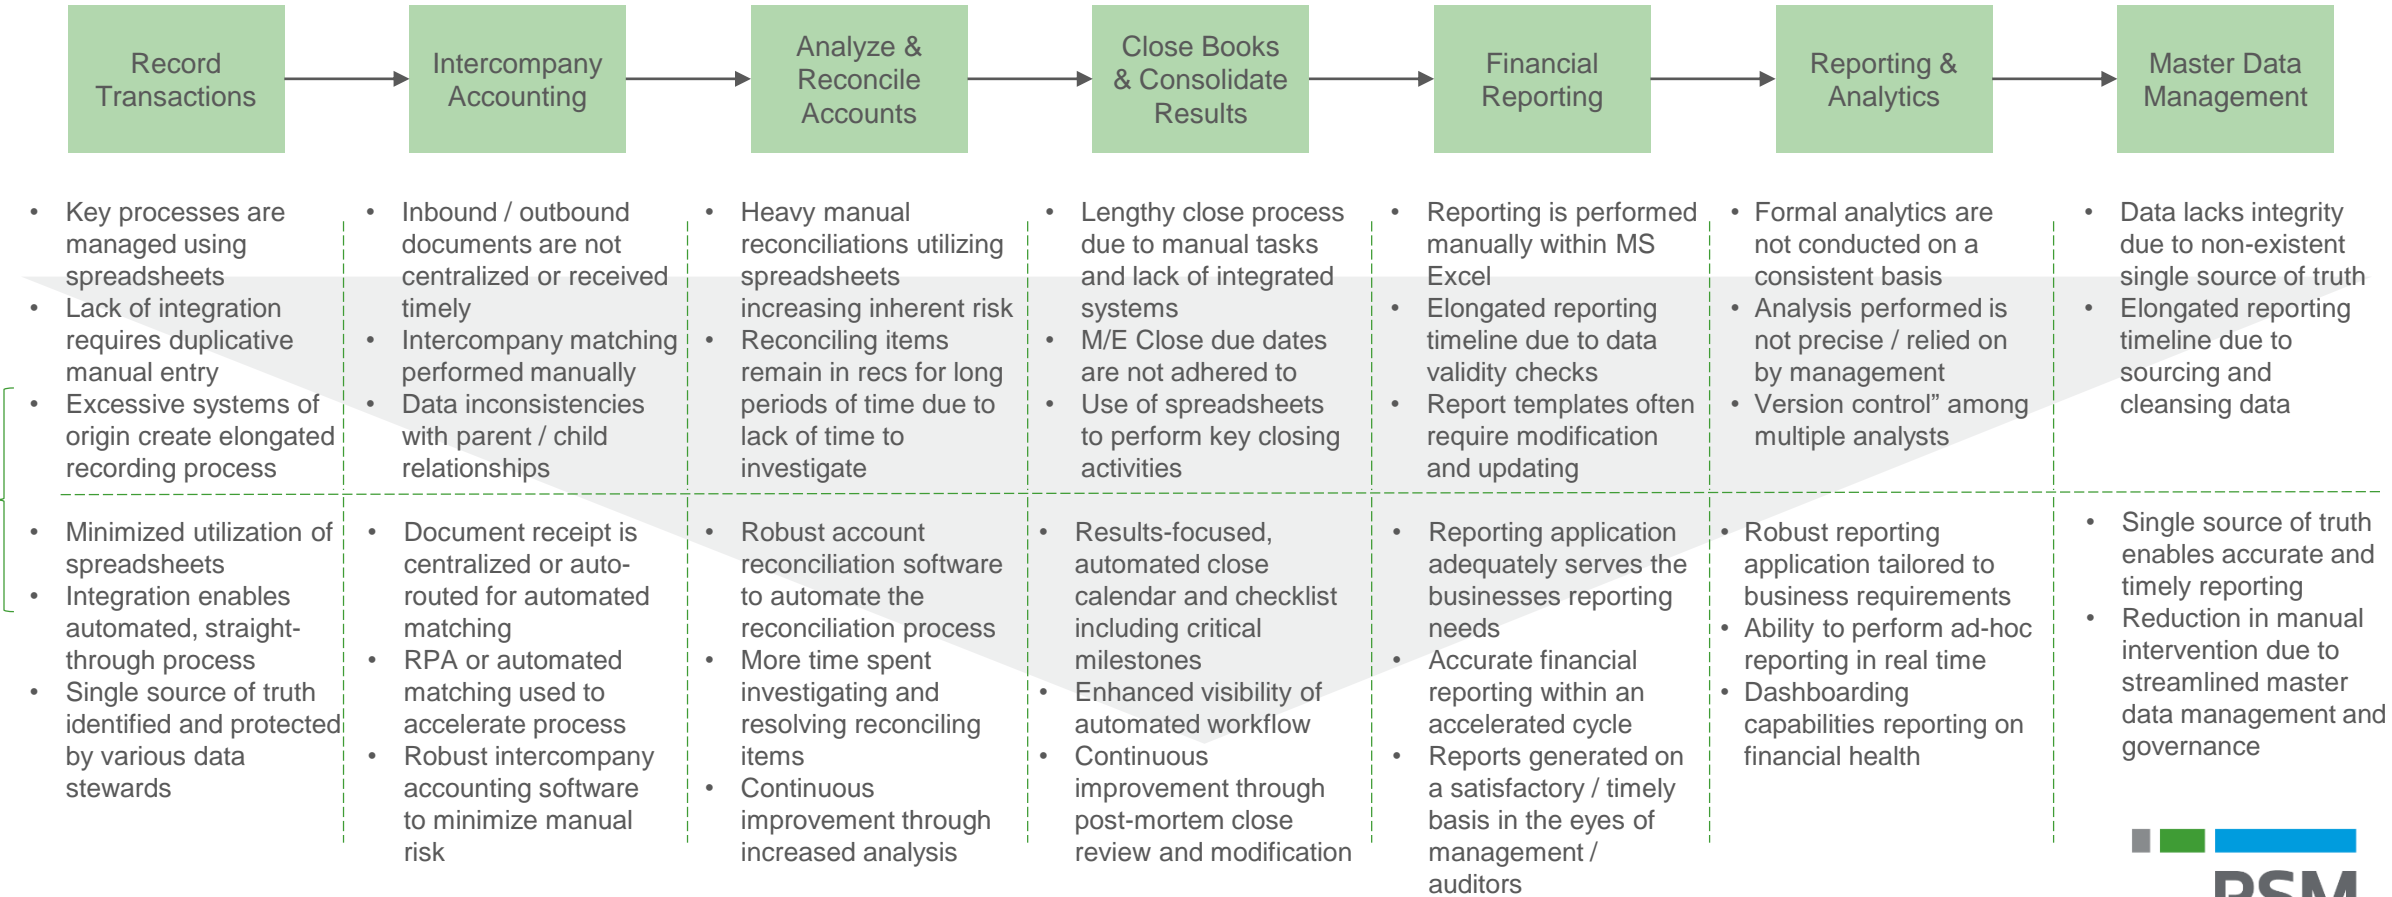 Record
Transactions
Intercompany
Accounting
Analyze &
Reconcile
Accounts
Close Books
& Consolidate
Results
Financial
Reporting
Reporting &
Analytics
Master Data
Management
• Key processes are
managed using
spreadsheets
• Lack of integration
requires duplicative
manual entry
• Excessive systems of
origin create elongated
recording process
• Inbound / outbound
documents are not
centralized or received
timely
• Intercompany matching
performed manually
• Data inconsistencies
with parent / child
relationships
• Heavy manual
reconciliations utilizing
spreadsheets
increasing inherent risk
• Reconciling items
remain in recs for long
periods of time due to
lack of time to
investigate
• Lengthy close process
due to manual tasks
and lack of integrated
systems
• M/E Close due dates
are not adhered to
• Use of spreadsheets
to perform key closing
activities
• Reporting is performed
manually within MS
Excel
• Elongated reporting
timeline due to data
validity checks
• Report templates often
require modification
and updating
• Formal analytics are
not conducted on a
consistent basis
• Analysis performed is
not precise / relied on
by management
• Version control” among
multiple analysts
• Data lacks integrity
due to non-existent
single source of truth
• Elongated reporting
timeline due to
sourcing and
cleansing data
• Minimized utilization of
spreadsheets
• Integration enables
automated, straight-
through process
• Single source of truth
identified and protected
by various data
stewards
• Document receipt is
centralized or auto-
routed for automated
matching
• RPA or automated
matching used to
accelerate process
• Robust intercompany
accounting software
to minimize manual
risk
• Robust account
reconciliation software
to automate the
reconciliation process
• More time spent
investigating and
resolving reconciling
items
• Continuous
improvement through
increased analysis
• Results-focused,
automated close
calendar and checklist
including critical
milestones
• Enhanced visibility of
automated workflow
• Continuous
improvement through
post-mortem close
review and modification
• Reporting application
adequately serves the
businesses reporting
needs
• Accurate financial
reporting within an
accelerated cycle
• Reports generated on
a satisfactory / timely
basis in the eyes of
management /
auditors
• Robust reporting
application tailored to
business requirements
• Ability to perform ad-hoc
reporting in real time
• Dashboarding
capabilities reporting on
financial health
• Single source of truth
enables accurate and
timely reporting
• Reduction in manual
intervention due to
streamlined master
data management and
governance
RSM